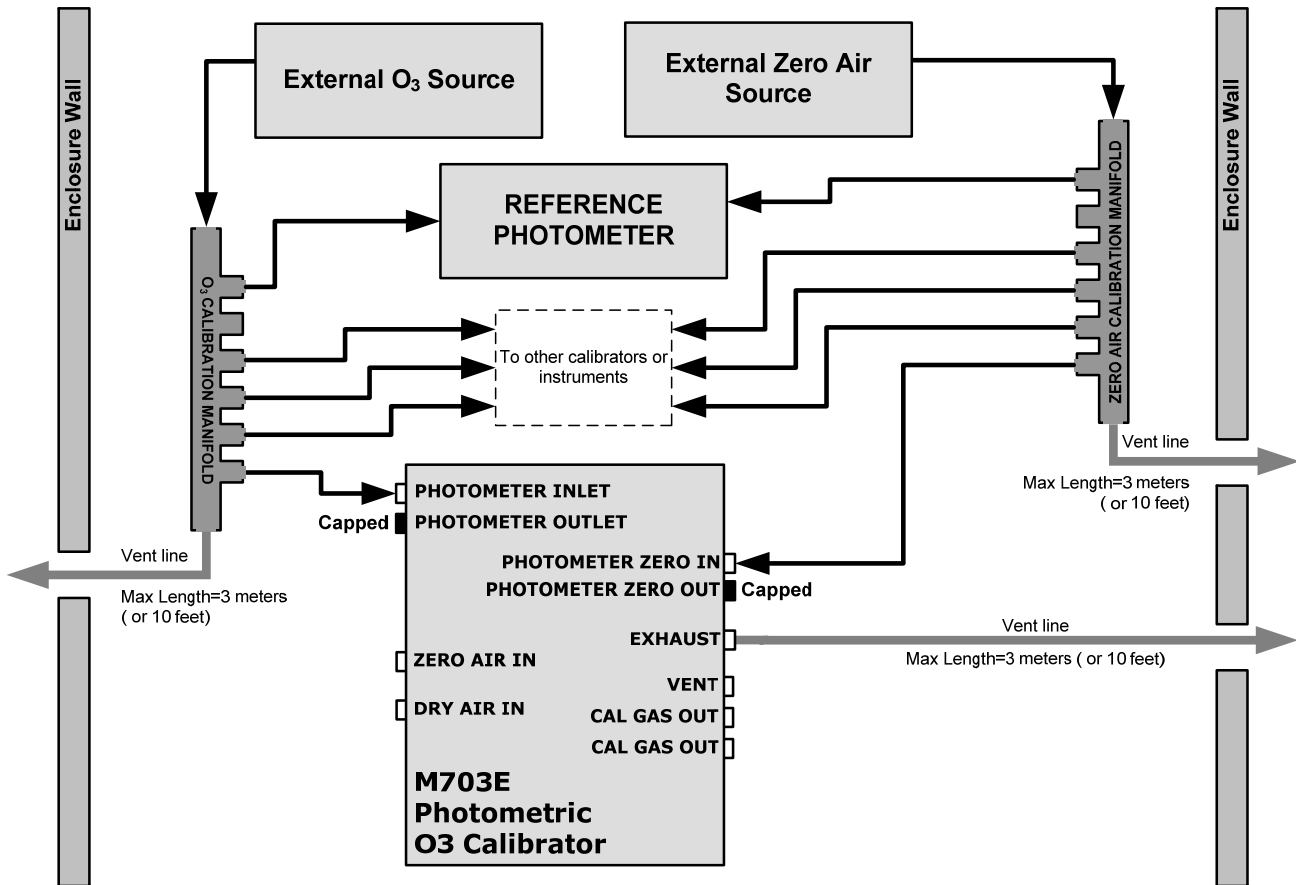 External O₃ Source
External Zero Air
Source
Enclosure Wall
Enclosure Wall
REFERENCE
PHOTOMETER
O₃ CALIBRATION MANIFOLD
ZERO AIR CALIBRATION MANIFOLD
To other calibrators or
instruments
Vent line
Max Length=3 meters
( or 10 feet)
PHOTOMETER INLET
Capped
PHOTOMETER OUTLET
Vent line
Max Length=3 meters
( or 10 feet)
PHOTOMETER ZERO IN
PHOTOMETER ZERO OUT
Capped
EXHAUST
Vent line
Max Length=3 meters ( or 10 feet)
ZERO AIR IN
VENT
DRY AIR IN
CAL GAS OUT
CAL GAS OUT
M703E
Photometric
O3 Calibrator